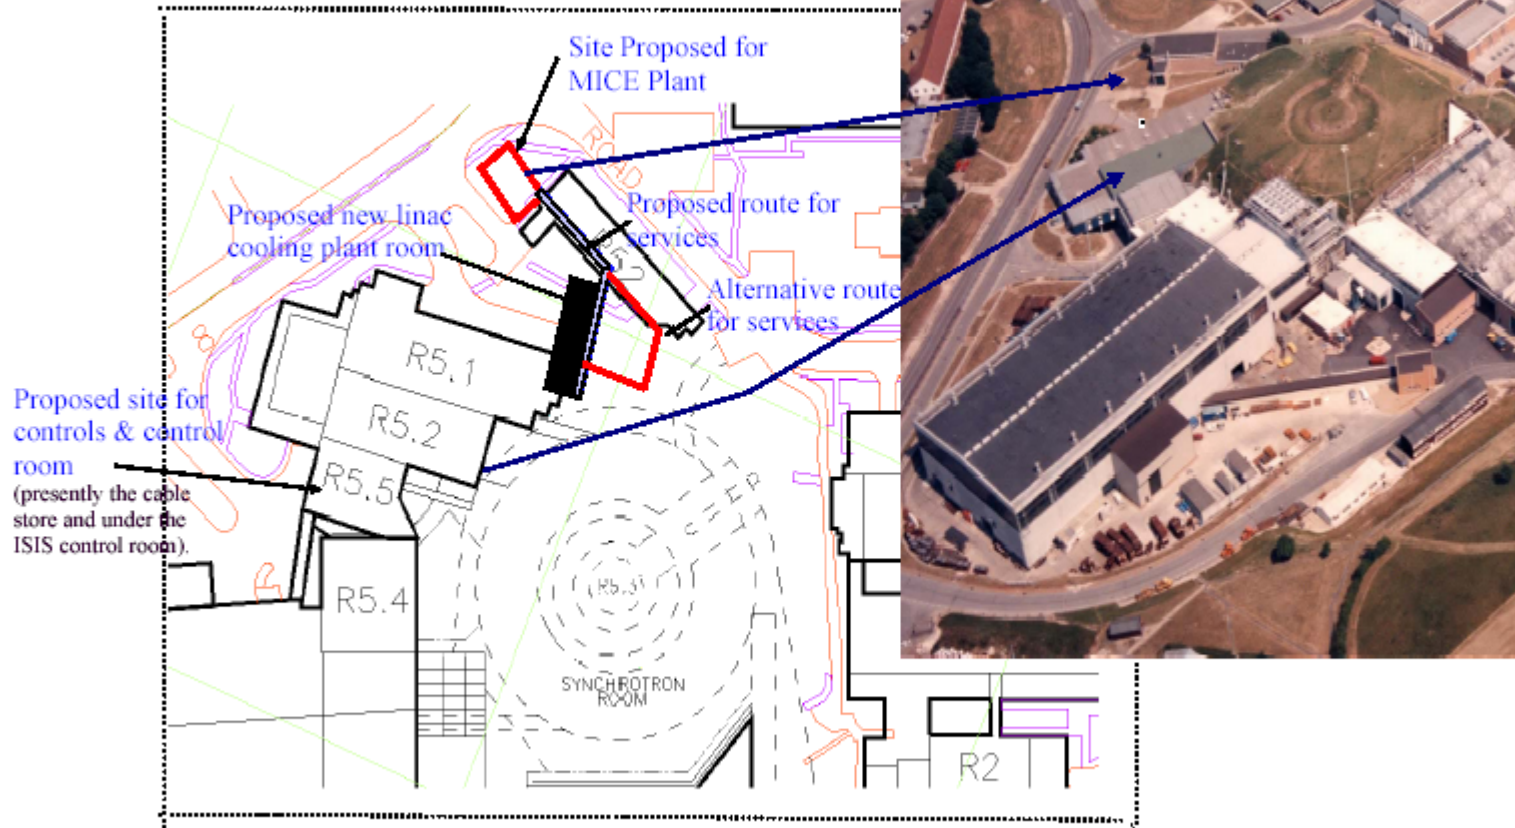 Site Proposed for
MICE Plant
ROAD
Proposed new linac
cooling plant room
Proposed route for
services
Alternative route
for services
R5.1
R5.2
Proposed site for
controls & control
room
(presently the cable
store and under the
ISIS control room).
R5.5
R5.4
(R5.3)
SYNCHROTRON
ROOM
R2